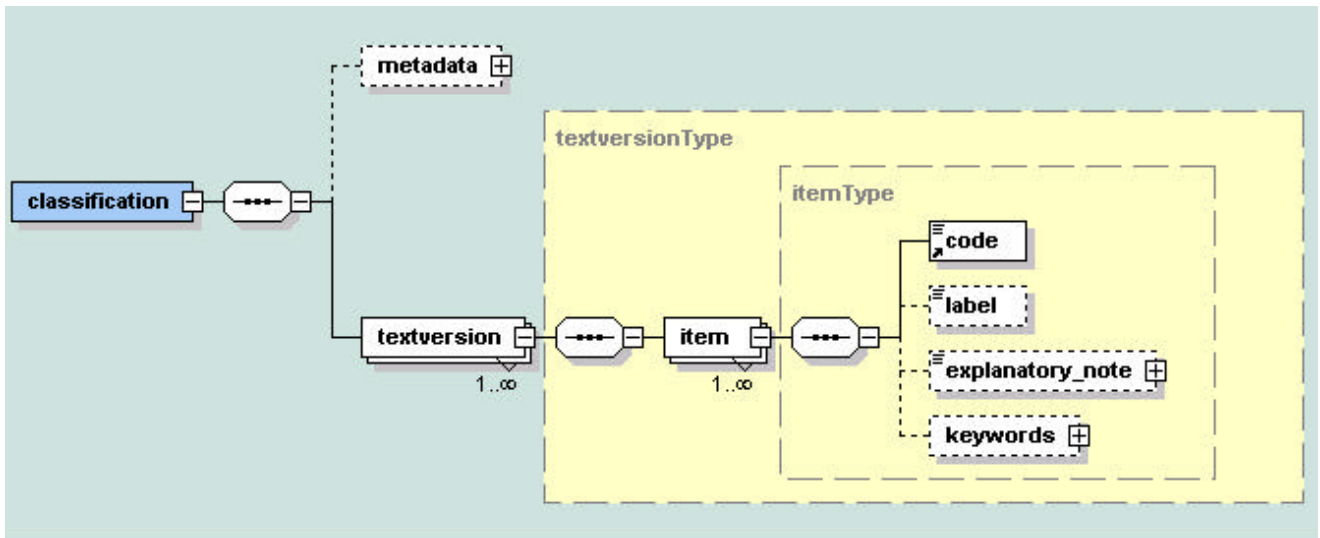 metadata
textversionType
itemType
classification
code
label
textversion
item
1..∞
1..∞
explanatory_note
keywords